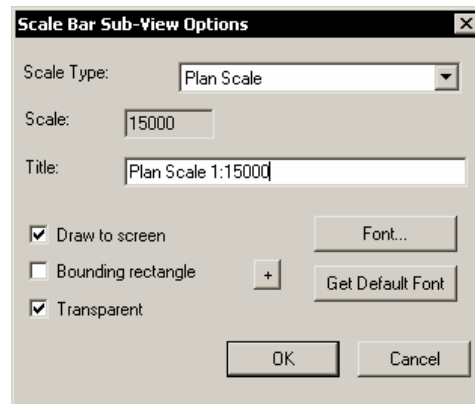 Scale Bar Sub-View Options
Scale Type: Plan Scale
Scale: 15000
Title: Plan Scale 1:15000
Draw to screen Font...
Bounding rectangle + Get Default Font
Transparent
OK Cancel